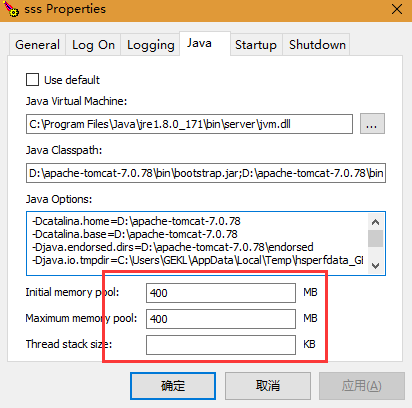 sss Properties
General
Log On
Logging
Java
Startup
Shutdown
Use default
Java Virtual Machine:
C:\Program Files\Java\jre1.8.0_171\bin\server\jvm.dll
...
Java Classpath:
D:\apache-tomcat-7.0.78\bin\bootstrap.jar;D:\apache-tomcat-7.0.78\bin
Java Options:
-Dcatalina.home=D:\apache-tomcat-7.0.78
-Dcatalina.base=D:\apache-tomcat-7.0.78
-Djava.endorsed.dirs=D:\apache-tomcat-7.0.78\endorsed
-Djava.io.tmpdir=C:\Users\GEKL\AppData\Local\Temp\hsperfdata_GI
Initial memory pool: 400 MB
Maximum memory pool: 400 MB
Thread stack size: KB
确定
取消
应用(A)